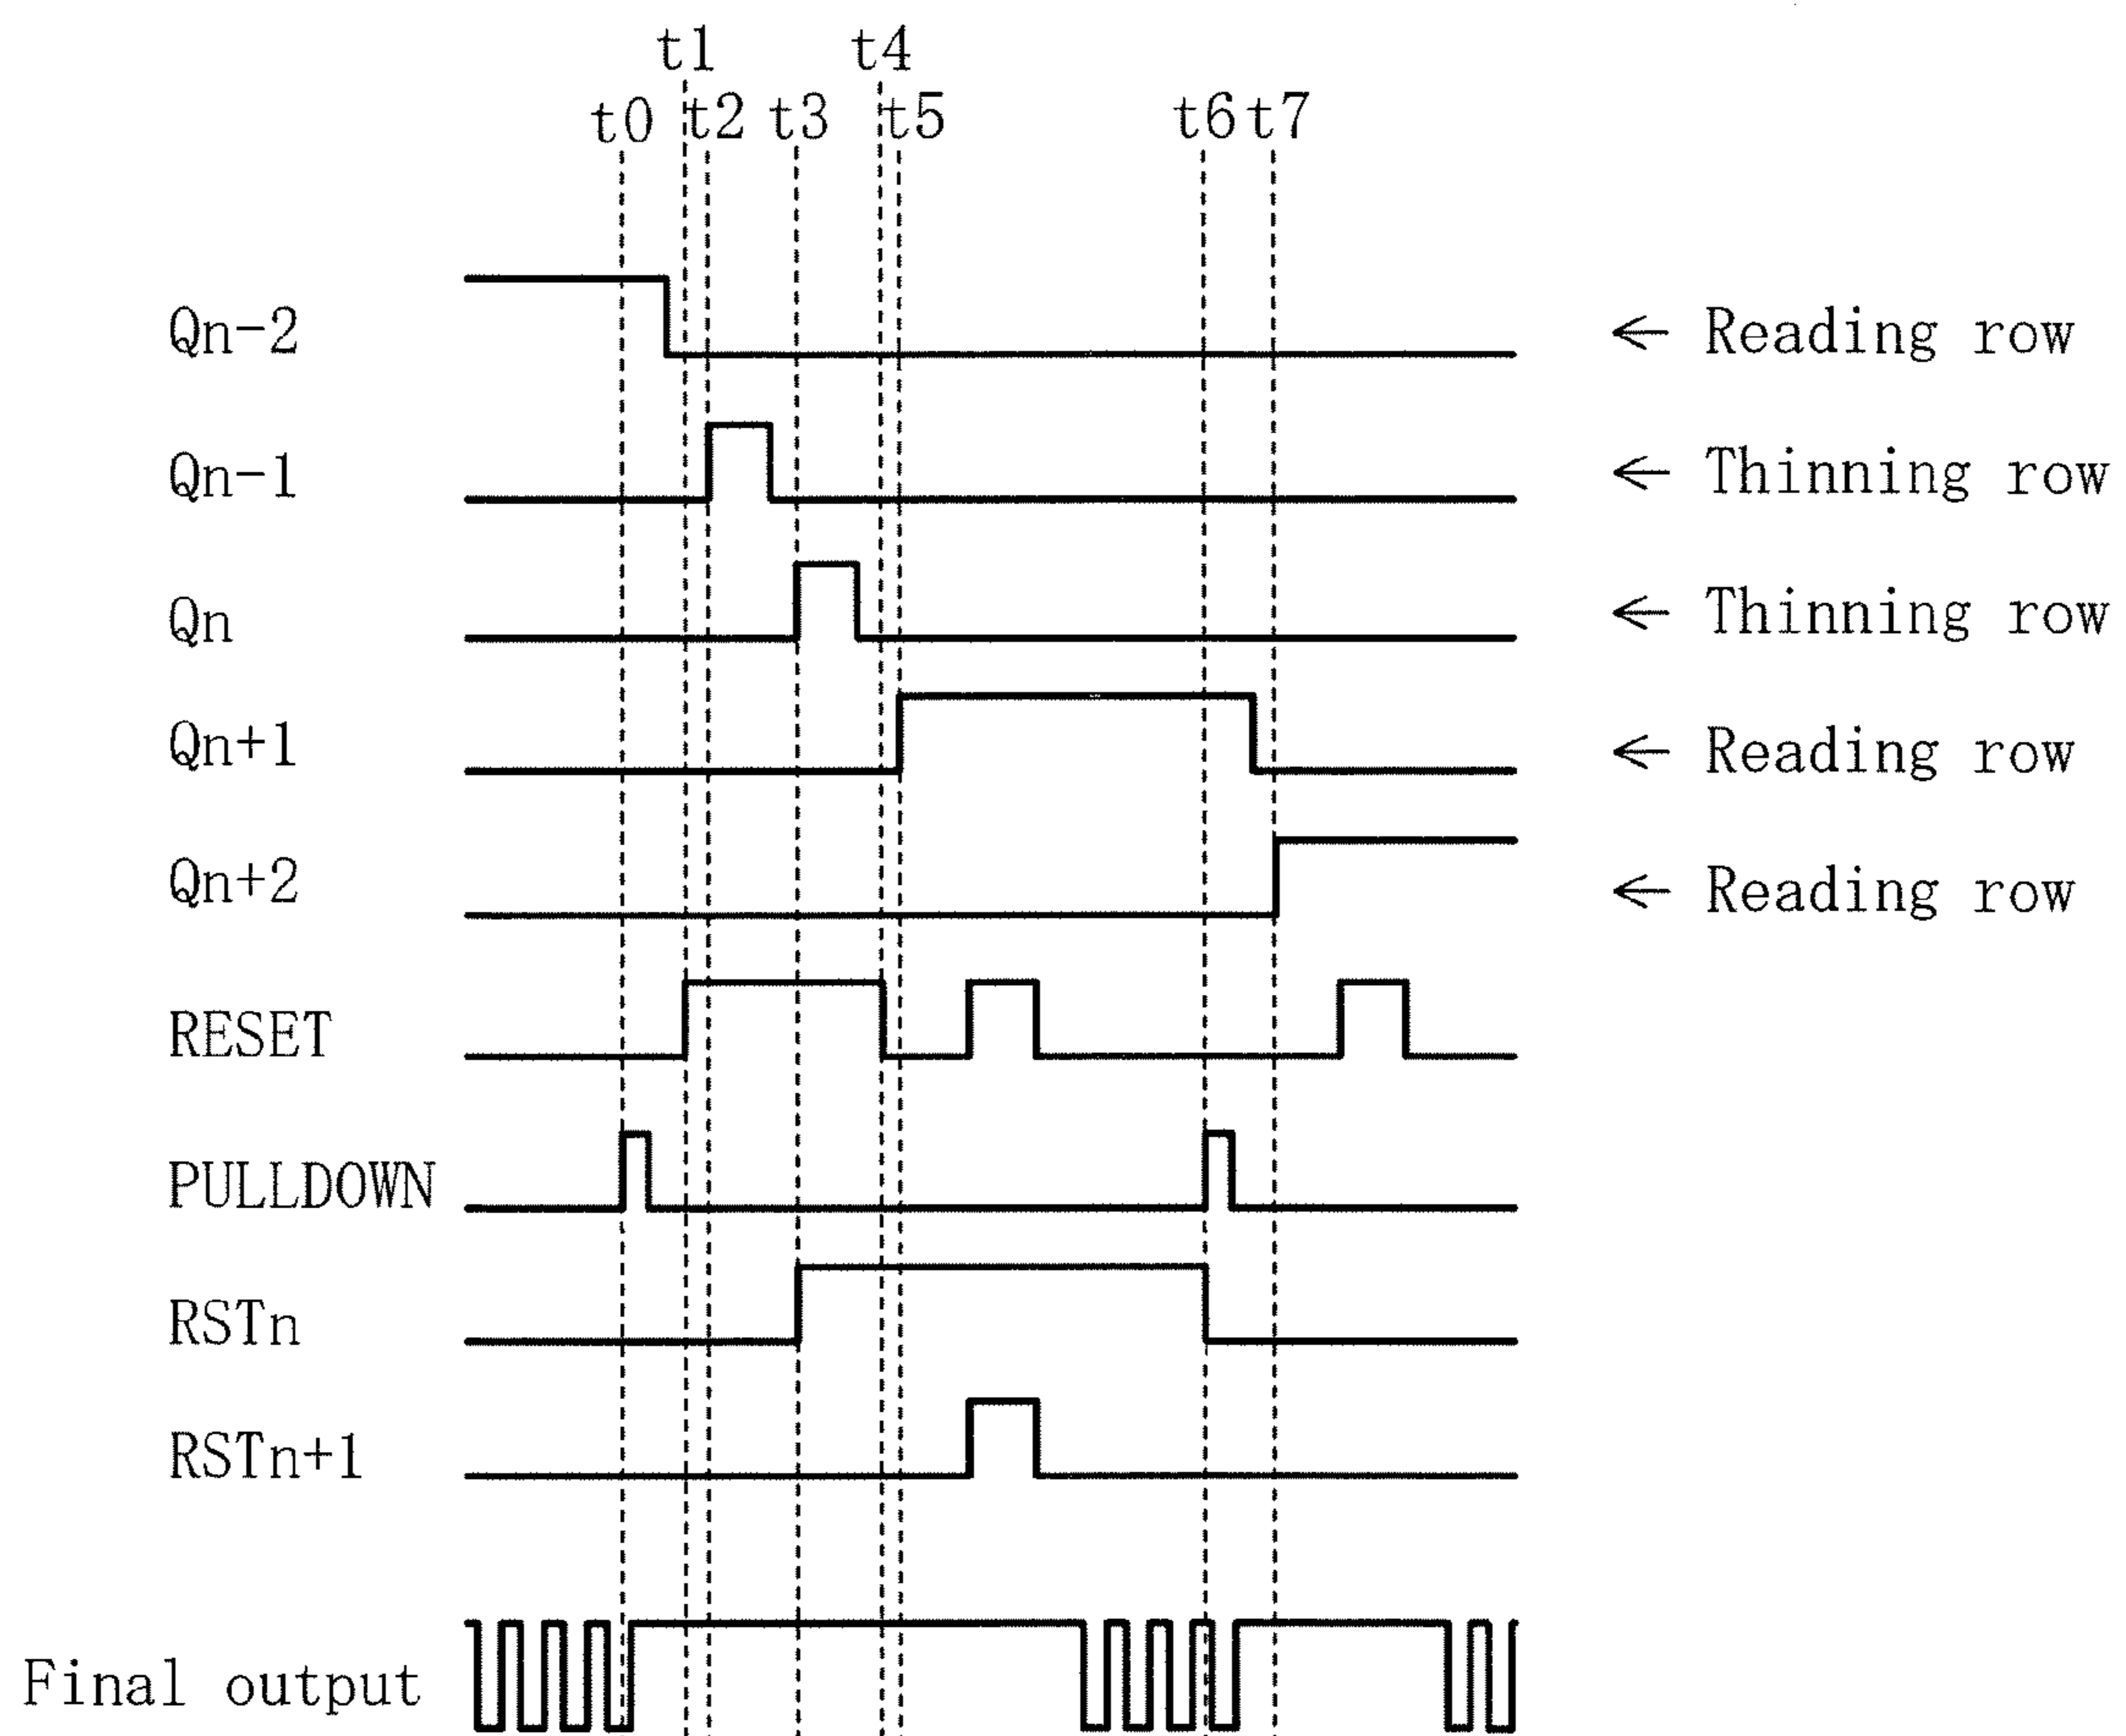 t1 t4
t0 t2 t3 t5 t6 t7
Qn-2 ← Reading row
Qn-1 ← Thinning row
Qn ← Thinning row
Qn+1 ← Reading row
Qn+2 ← Reading row
RESET
PULLDOWN
RSTn
RSTn+1
Final output